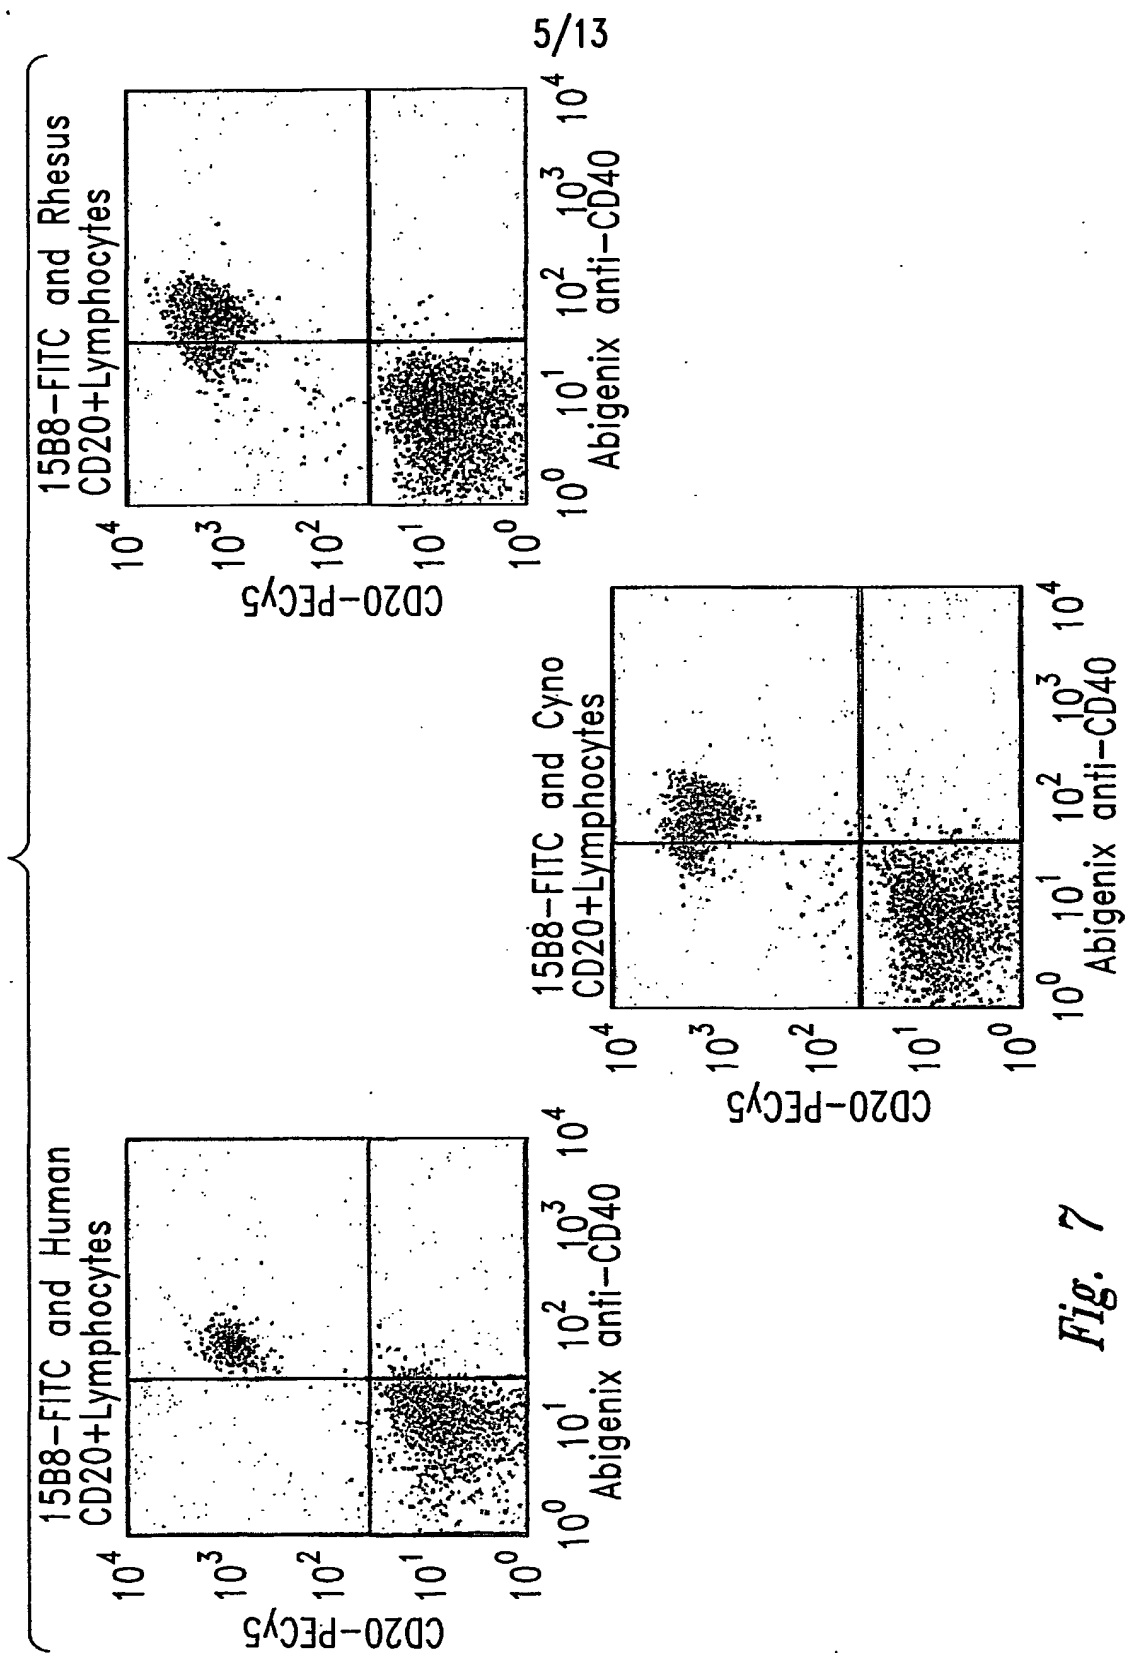 5/13
15B8-FITC and Human
CD20+Lymphocytes
CD20-PECy5
10^4
10^3
10^2
10^1
10^0
10^0 10^1 10^2 10^3 10^4
Abigenix anti-CD40
15B8-FITC and Rhesus
CD20+Lymphocytes
CD20-PECy5
10^4
10^3
10^2
10^1
10^0
10^0 10^1 10^2 10^3 10^4
Abigenix anti-CD40
15B8-FITC and Cyno
CD20+Lymphocytes
CD20-PECy5
10^4
10^3
10^2
10^1
10^0
10^0 10^1 10^2 10^3 10^4
Abigenix anti-CD40
Fig. 7